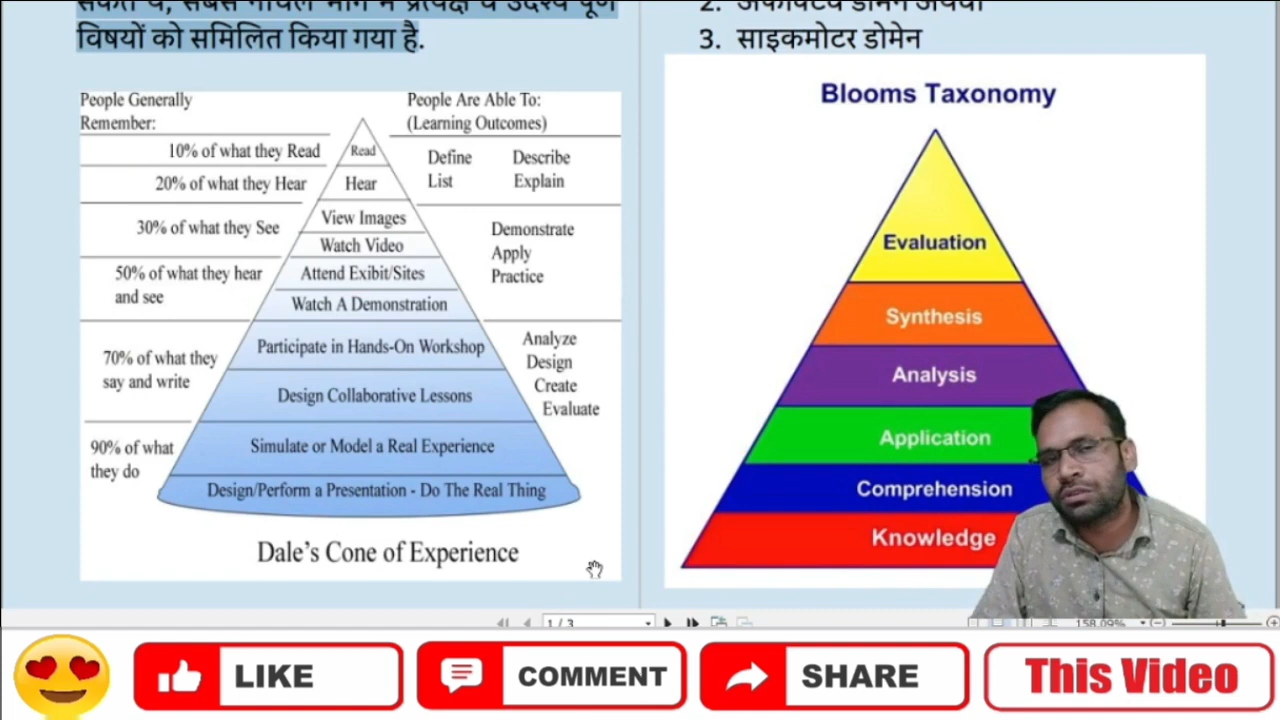 विषयों को समिलित किया गया है.
People Generally
Remember:
10% of what they Read
20% of what they Hear
30% of what they See
50% of what they hear
and see
70% of what they
say and write
90% of what
they do
Read
Hear
View Images
Watch Video
Attend Exibit/Sites
Watch A Demonstration
Participate in Hands-On Workshop
Design Collaborative Lessons
Simulate or Model a Real Experience
Design/Perform a Presentation - Do The Real Thing
People Are Able To:
(Learning Outcomes)
Define Describe
List Explain
Demonstrate
Apply
Practice
Analyze
Design
Create
Evaluate
Dale's Cone of Experience
2.
3. साइकमोटर डोमेन
Blooms Taxonomy
Evaluation
Synthesis
Analysis
Application
Comprehension
Knowledge
1 / 3
158.09%
LIKE
COMMENT
SHARE
This Video